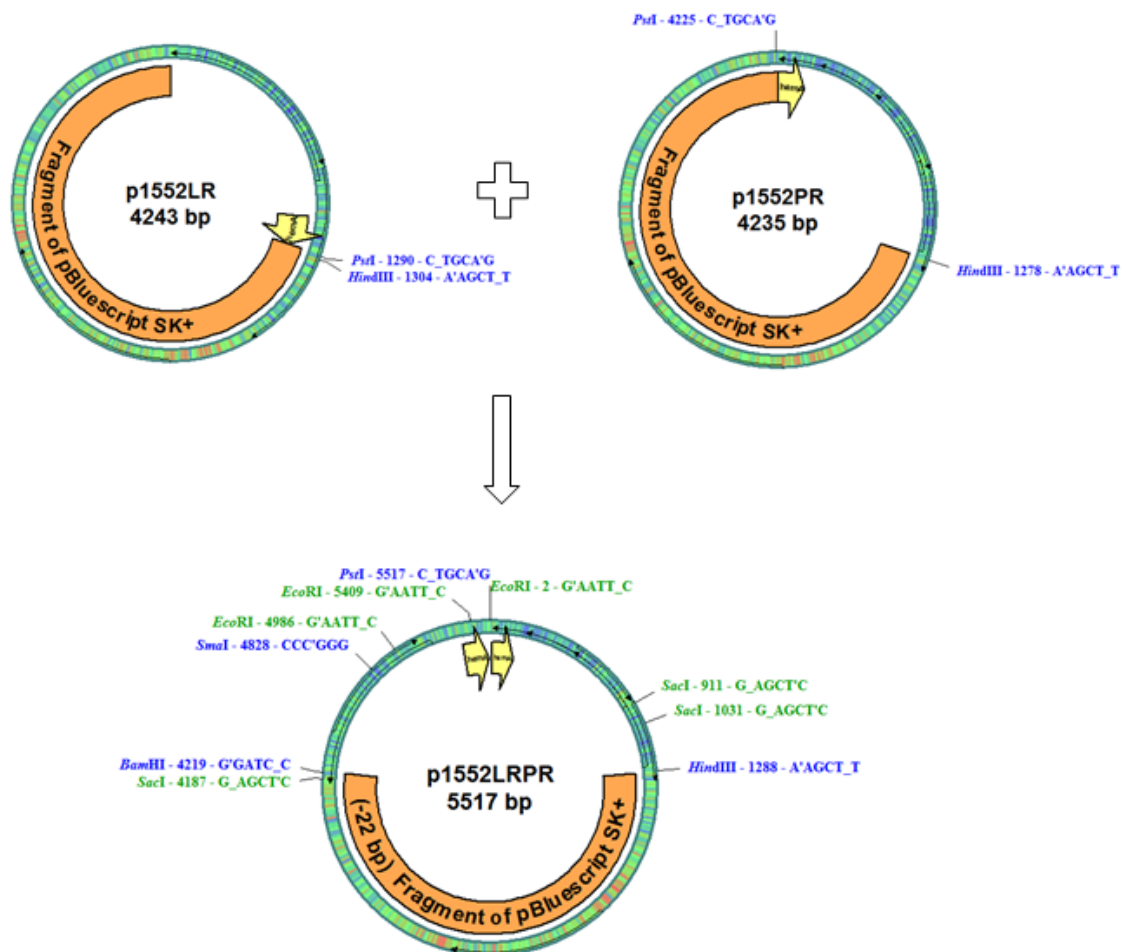 PstI - 4225 - C_TGCA'G
Fragment of pBluescript SK+
p1552LR
4243 bp
PstI - 1290 - C_TGCA'G
HindIII - 1304 - A'AGCT_T
Fragment of pBluescript SK+
p1552PR
4235 bp
HindIII - 1278 - A'AGCT_T
PstI - 5517 - C_TGCA'G
EcoRI - 5409 - G'AATT_C
EcoRI - 2 - G'AATT_C
EcoRI - 4986 - G'AATT_C
SmaI - 4828 - CCC'GGG
SacI - 911 - G_AGCT'C
SacI - 1031 - G_AGCT'C
BamHI - 4219 - G'GATC_C
SacI - 4187 - G_AGCT'C
HindIII - 1288 - A'AGCT_T
p1552LRPR
5517 bp
(-22 bp) Fragment of pBluescript SK+